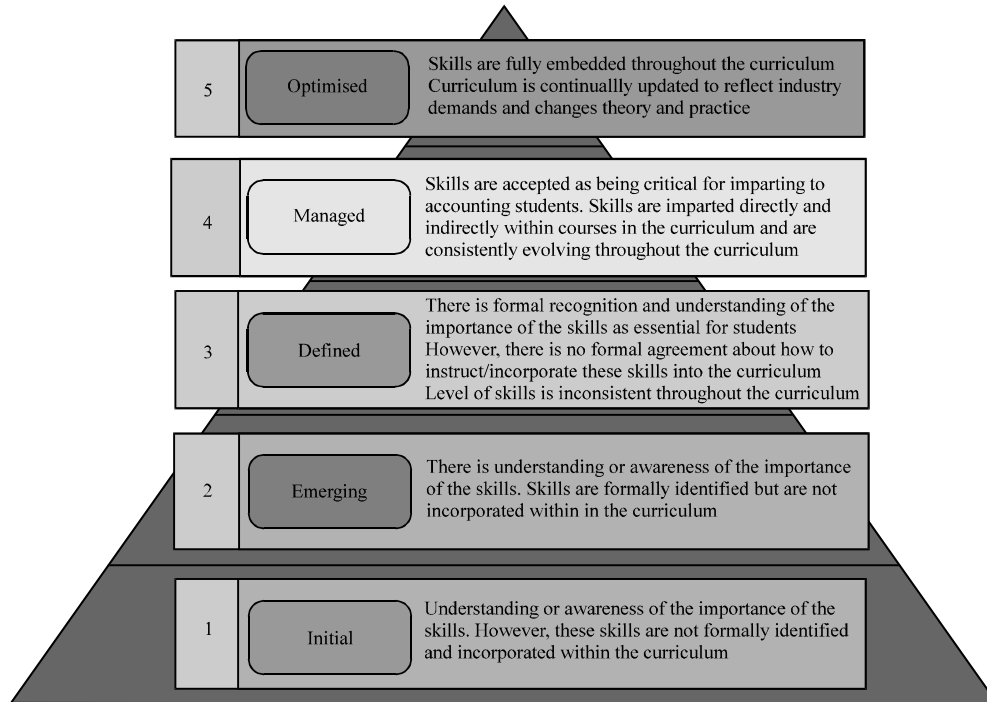 5
Optimised
Skills are fully embedded throughout the curriculum
Curriculum is continuallly updated to reflect industry
demands and changes theory and practice
4
Managed
Skills are accepted as being critical for imparting to
accounting students. Skills are imparted directly and
indirectly within courses in the curriculum and are
consistently evolving throughout the curriculum
3
Defined
There is formal recognition and understanding of the
importance of the skills as essential for students
However, there is no formal agreement about how to
instruct/incorporate these skills into the curriculum
Level of skills is inconsistent throughout the curriculum
2
Emerging
There is understanding or awareness of the importance
of the skills. Skills are formally identified but are not
incorporated within in the curriculum
1
Initial
Understanding or awareness of the importance of the
skills. However, these skills are not formally identified
and incorporated within the curriculum